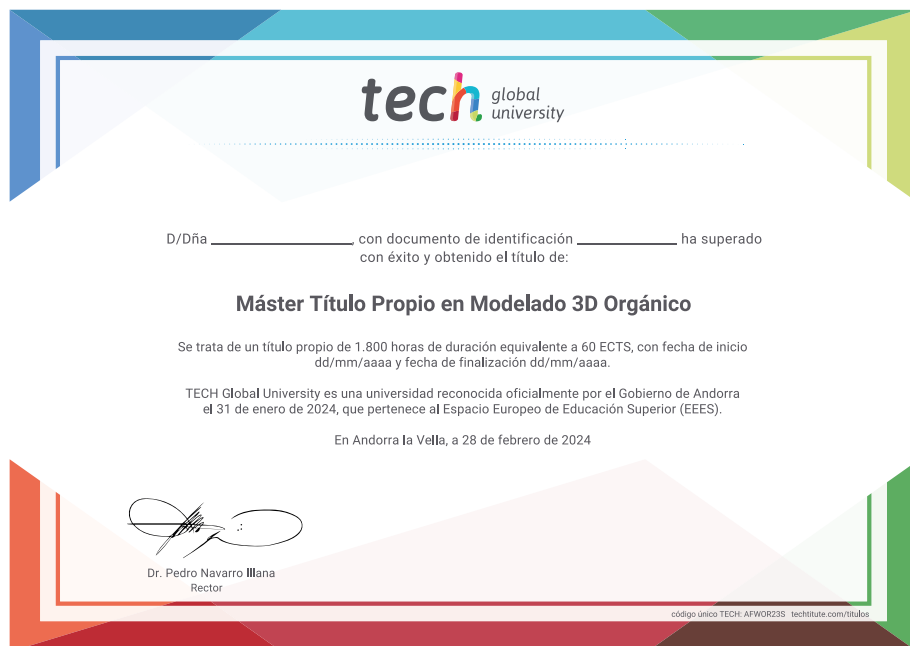 tech global
university
D/Dña ____________________, con documento de identificación ______________ ha superado
con éxito y obtenido el título de:
Máster Título Propio en Modelado 3D Orgánico
Se trata de un título propio de 1.800 horas de duración equivalente a 60 ECTS, con fecha de inicio
dd/mm/aaaa y fecha de finalización dd/mm/aaaa.
TECH Global University es una universidad reconocida oficialmente por el Gobierno de Andorra
el 31 de enero de 2024, que pertenece al Espacio Europeo de Educación Superior (EEES).
En Andorra la Vella, a 28 de febrero de 2024
Dr. Pedro Navarro Illana
Rector
código único TECH: AFWOR23S techtitute.com/titulos